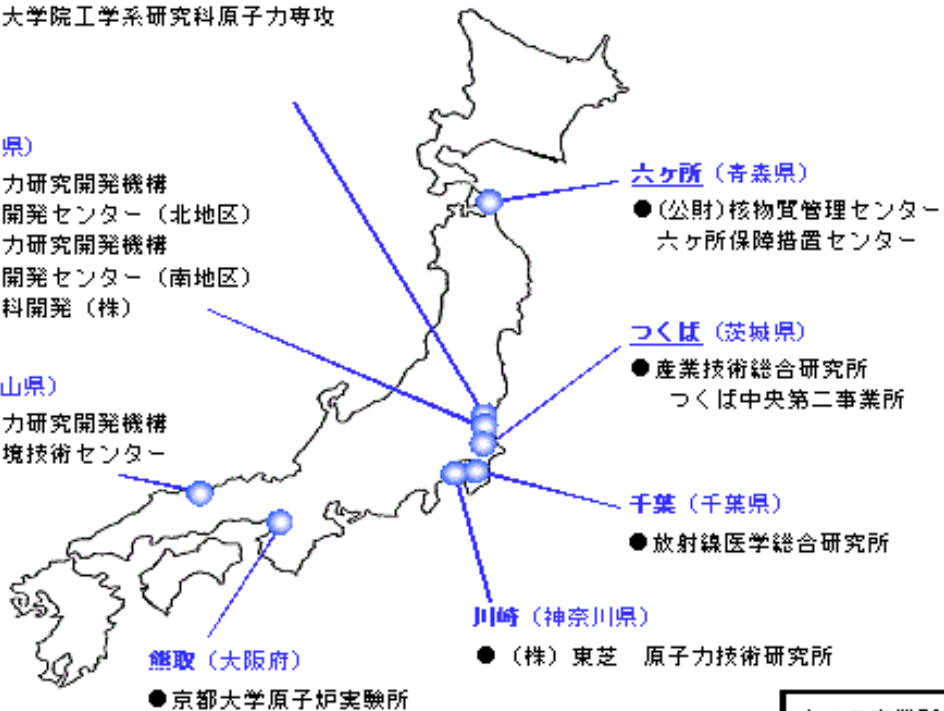 大学院工学系研究科原子力専攻
県）
力研究開発機構
開発センター（北地区）
力研究開発機構
開発センター（南地区）
料開発（株）
山県）
力研究開発機構
境技術センター
六ヶ所（青森県）
●(公財)核物質管理センター
六ヶ所保障措置センター
つくば（茨城県）
●産業技術総合研究所
つくば中央第二事業所
千葉（千葉県）
●放射線医学総合研究所
川崎（神奈川県）
●（株）東芝　原子力技術研究所
熊取（大阪府）
●京都大学原子炉実験所